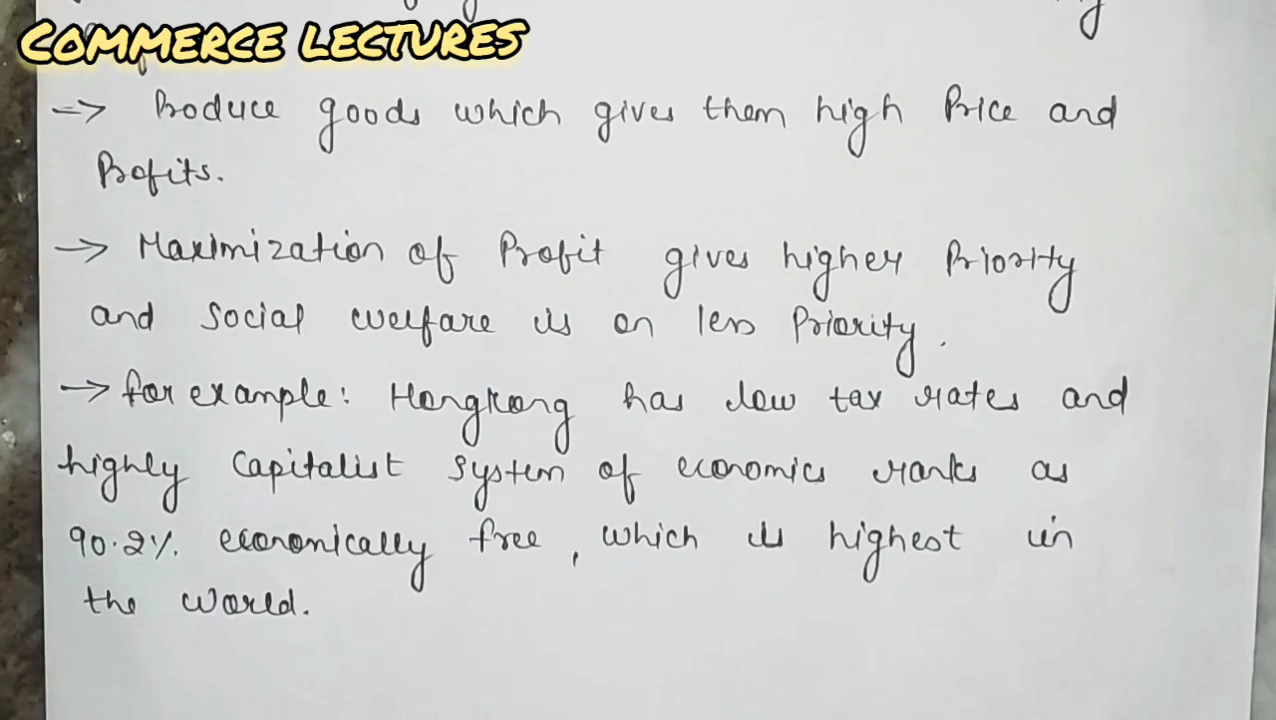 COMMERCE LECTURES
-> Produce goods which gives them high Price and
Profits.
-> Maximization of Profit gives higher Priority
and social welfare is on less Priority.
-> for example: Hongkong has low tax rates and
highly Capitalist system of economics ranks as
90.2%. economically free, which is highest in
the world.